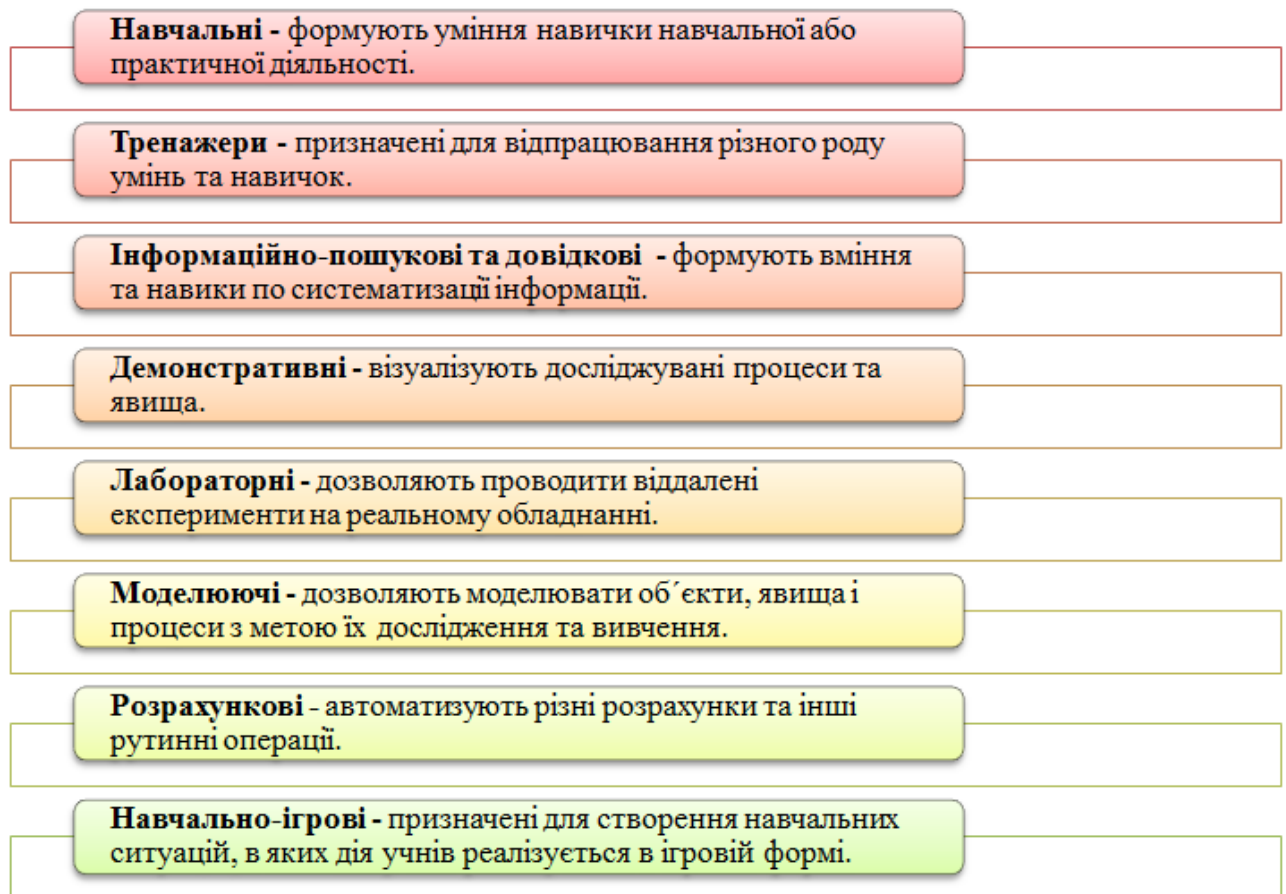 Навчальні - формують уміння навички навчальної або
практичної діяльності.
Тренажери - призначені для відпрацювання різного роду
умінь та навичок.
Інформаційно-пошукові та довідкові - формують вміння
та навики по систематизації інформації.
Демонстративні - візуалізують досліджувані процеси та
явища.
Лабораторні - дозволяють проводити віддалені
експерименти на реальному обладнанні.
Моделюючі - дозволяють моделювати об´єкти, явища і
процеси з метою їх дослідження та вивчення.
Розрахункові - автоматизують різні розрахунки та інші
рутинні операції.
Навчально-ігрові - призначені для створення навчальних
ситуацій, в яких дія учнів реалізується в ігровій формі.